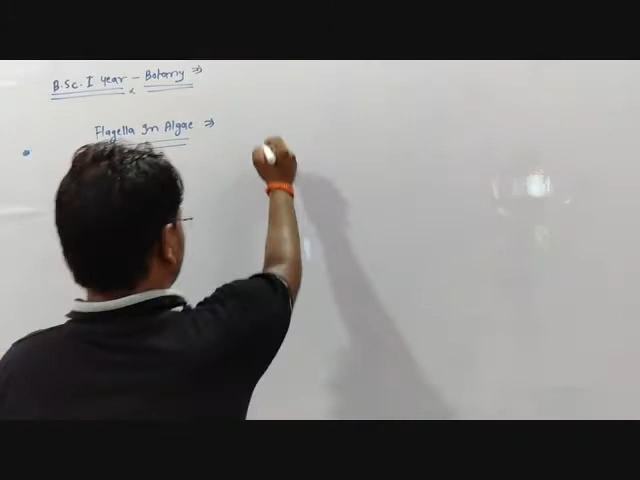 B.Sc. I Year - Botany ⇒
Flagella In Algae ⇒